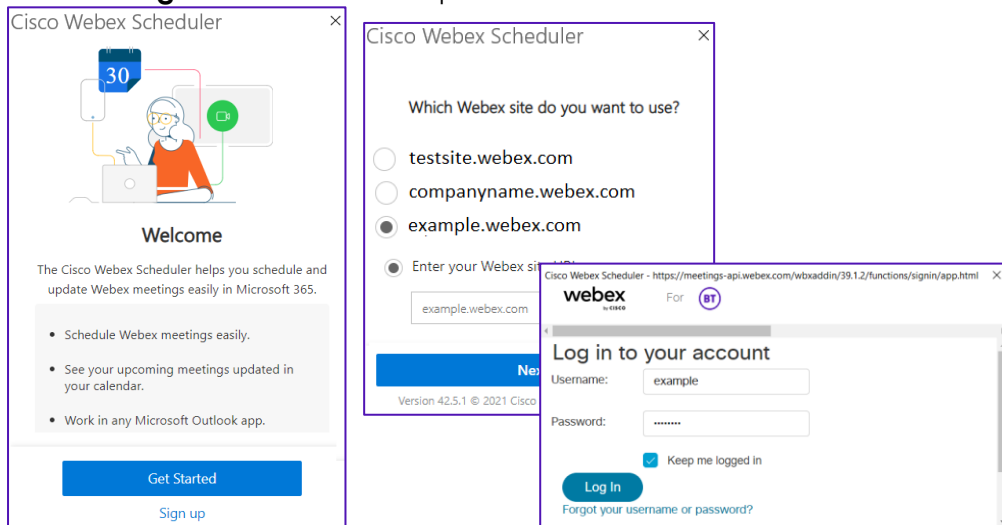 Cisco Webex Scheduler
30
Welcome
The Cisco Webex Scheduler helps you schedule and
update Webex meetings easily in Microsoft 365.
• Schedule Webex meetings easily.
• See your upcoming meetings updated in
your calendar.
• Work in any Microsoft Outlook app.
Get Started
Sign up
Cisco Webex Scheduler
Which Webex site do you want to use?
testsite.webex.com
companyname.webex.com
example.webex.com
Enter your Webex
example.webex.com
Version 42.5.1 © 2021 Cisco
Cisco Webex Scheduler - https://meetings-api.webex.com/wbxaddin/39.1.2/functions/signin/app.html
webex
by CISCO
For BT
Log in to your account
Username: example
Password: ........
Keep me logged in
Log In
Forgot your username or password?